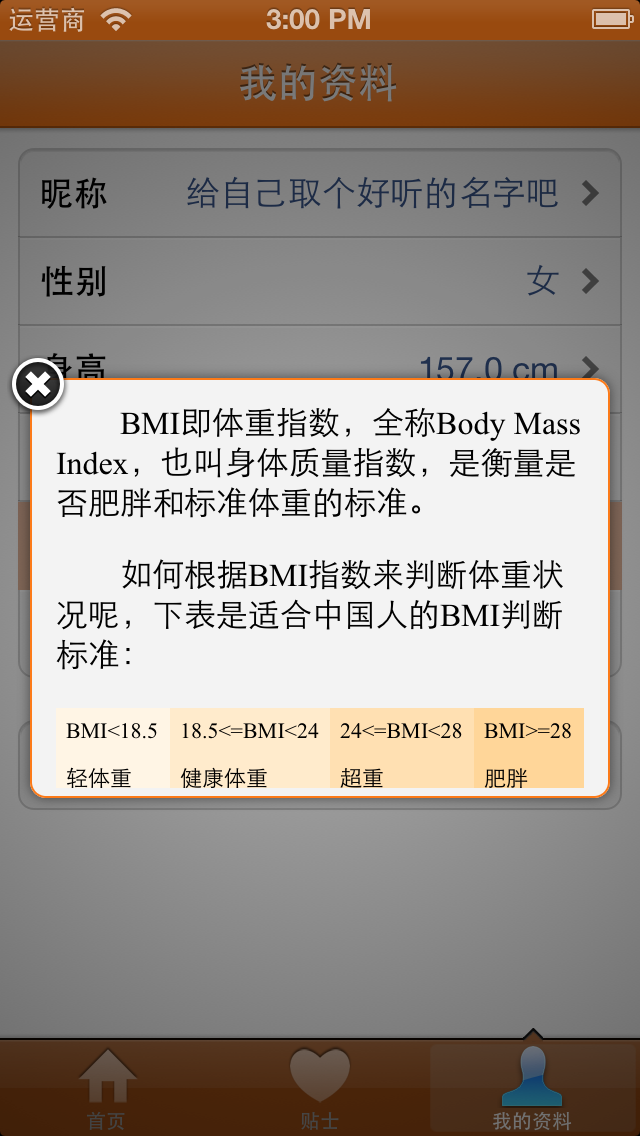 运营商 3:00 PM
我的资料
昵称 给自己取个好听的名字吧
性别 女
身高 157.0 cm
BMI即体重指数，全称Body Mass
Index，也叫身体质量指数，是衡量是
否肥胖和标准体重的标准。
如何根据BMI指数来判断体重状
况呢，下表是适合中国人的BMI判断
标准：
BMI<18.5 18.5<=BMI<24 24<=BMI<28 BMI>=28
轻体重 健康体重 超重 肥胖
首页 贴士 我的资料